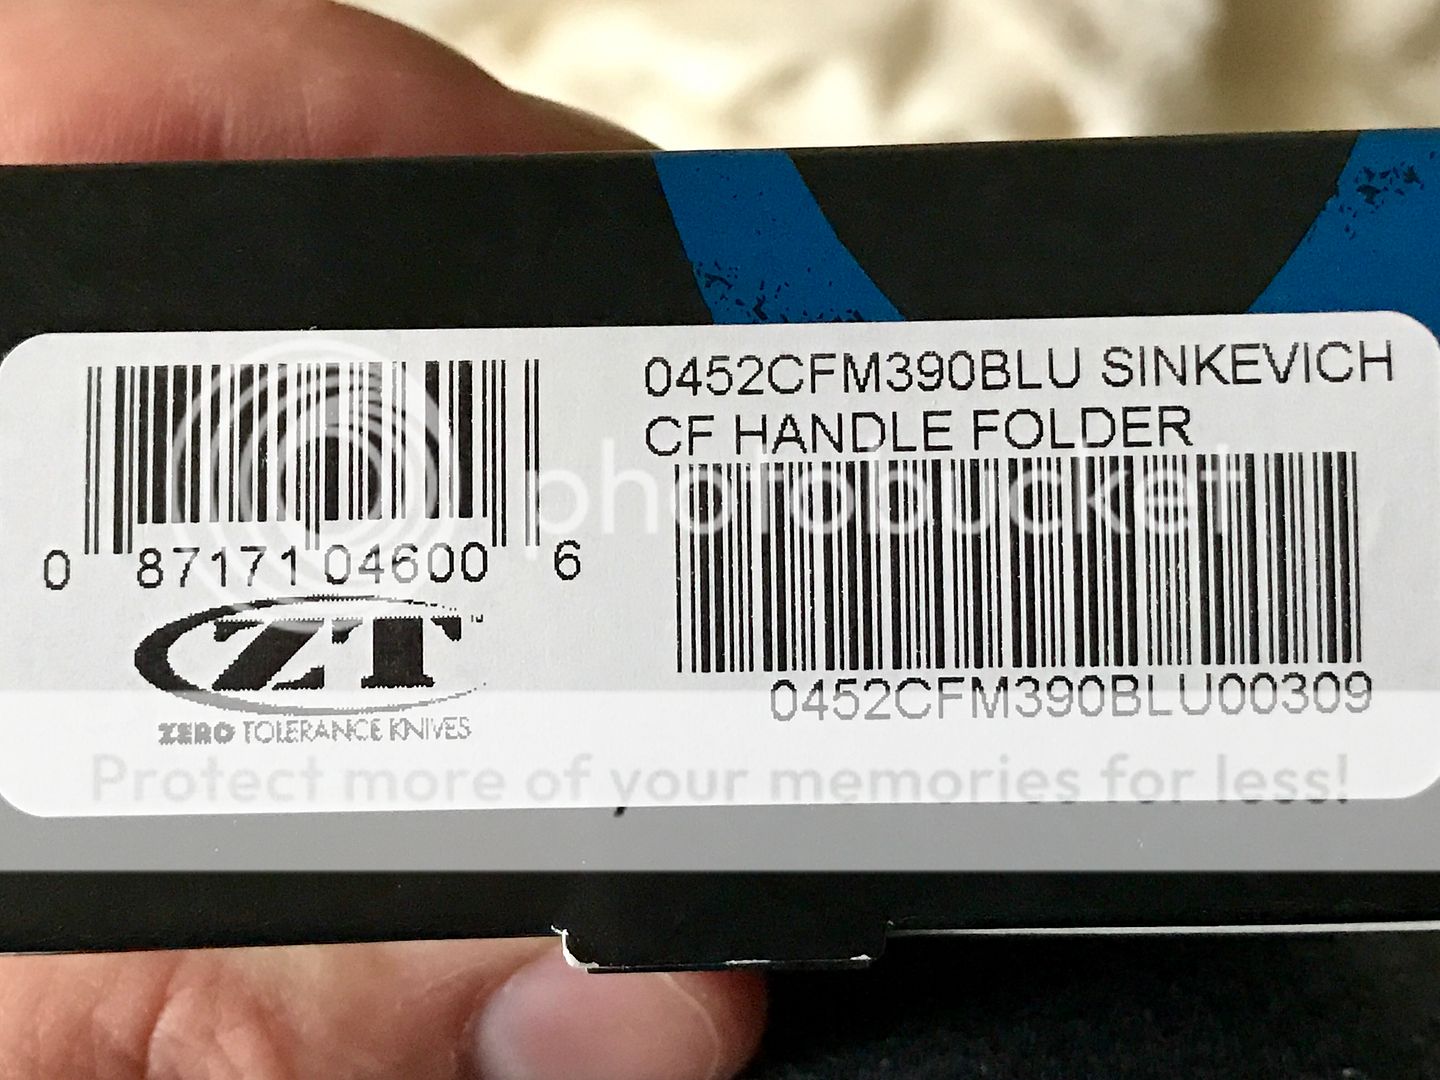 0452CFM390BLU SINKEVICH
CF HANDLE FOLDER
0 87171 04600 6
0452CFM390BLU00309
ZT™
ZERO TOLERANCE KNIVES
photobucket
Protect more of your memories for less!